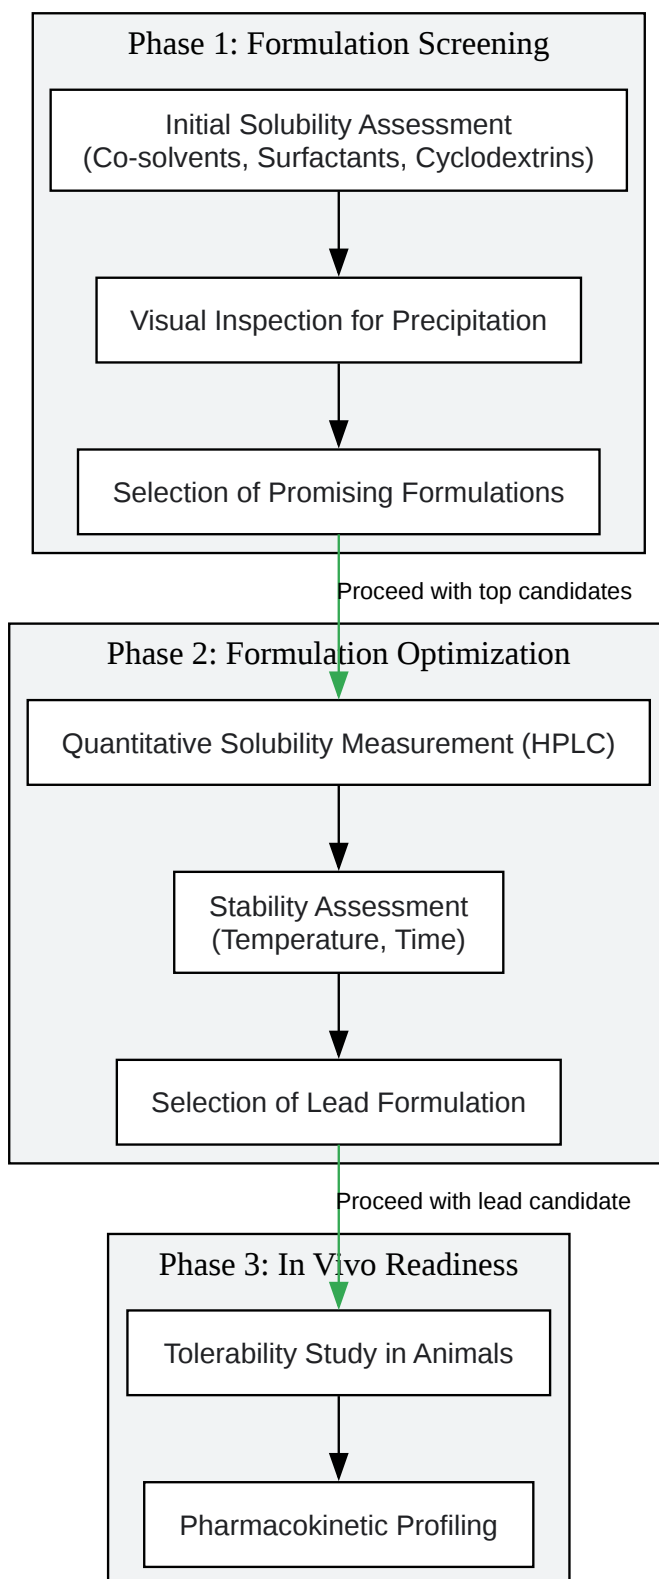 Phase 1: Formulation Screening
Initial Solubility Assessment
(Co-solvents, Surfactants, Cyclodextrins)
Visual Inspection for Precipitation
Selection of Promising Formulations
Proceed with top candidates
Phase 2: Formulation Optimization
Quantitative Solubility Measurement (HPLC)
Stability Assessment
(Temperature, Time)
Selection of Lead Formulation
Proceed with lead candidate
Phase 3: In Vivo Readiness
Tolerability Study in Animals
Pharmacokinetic Profiling